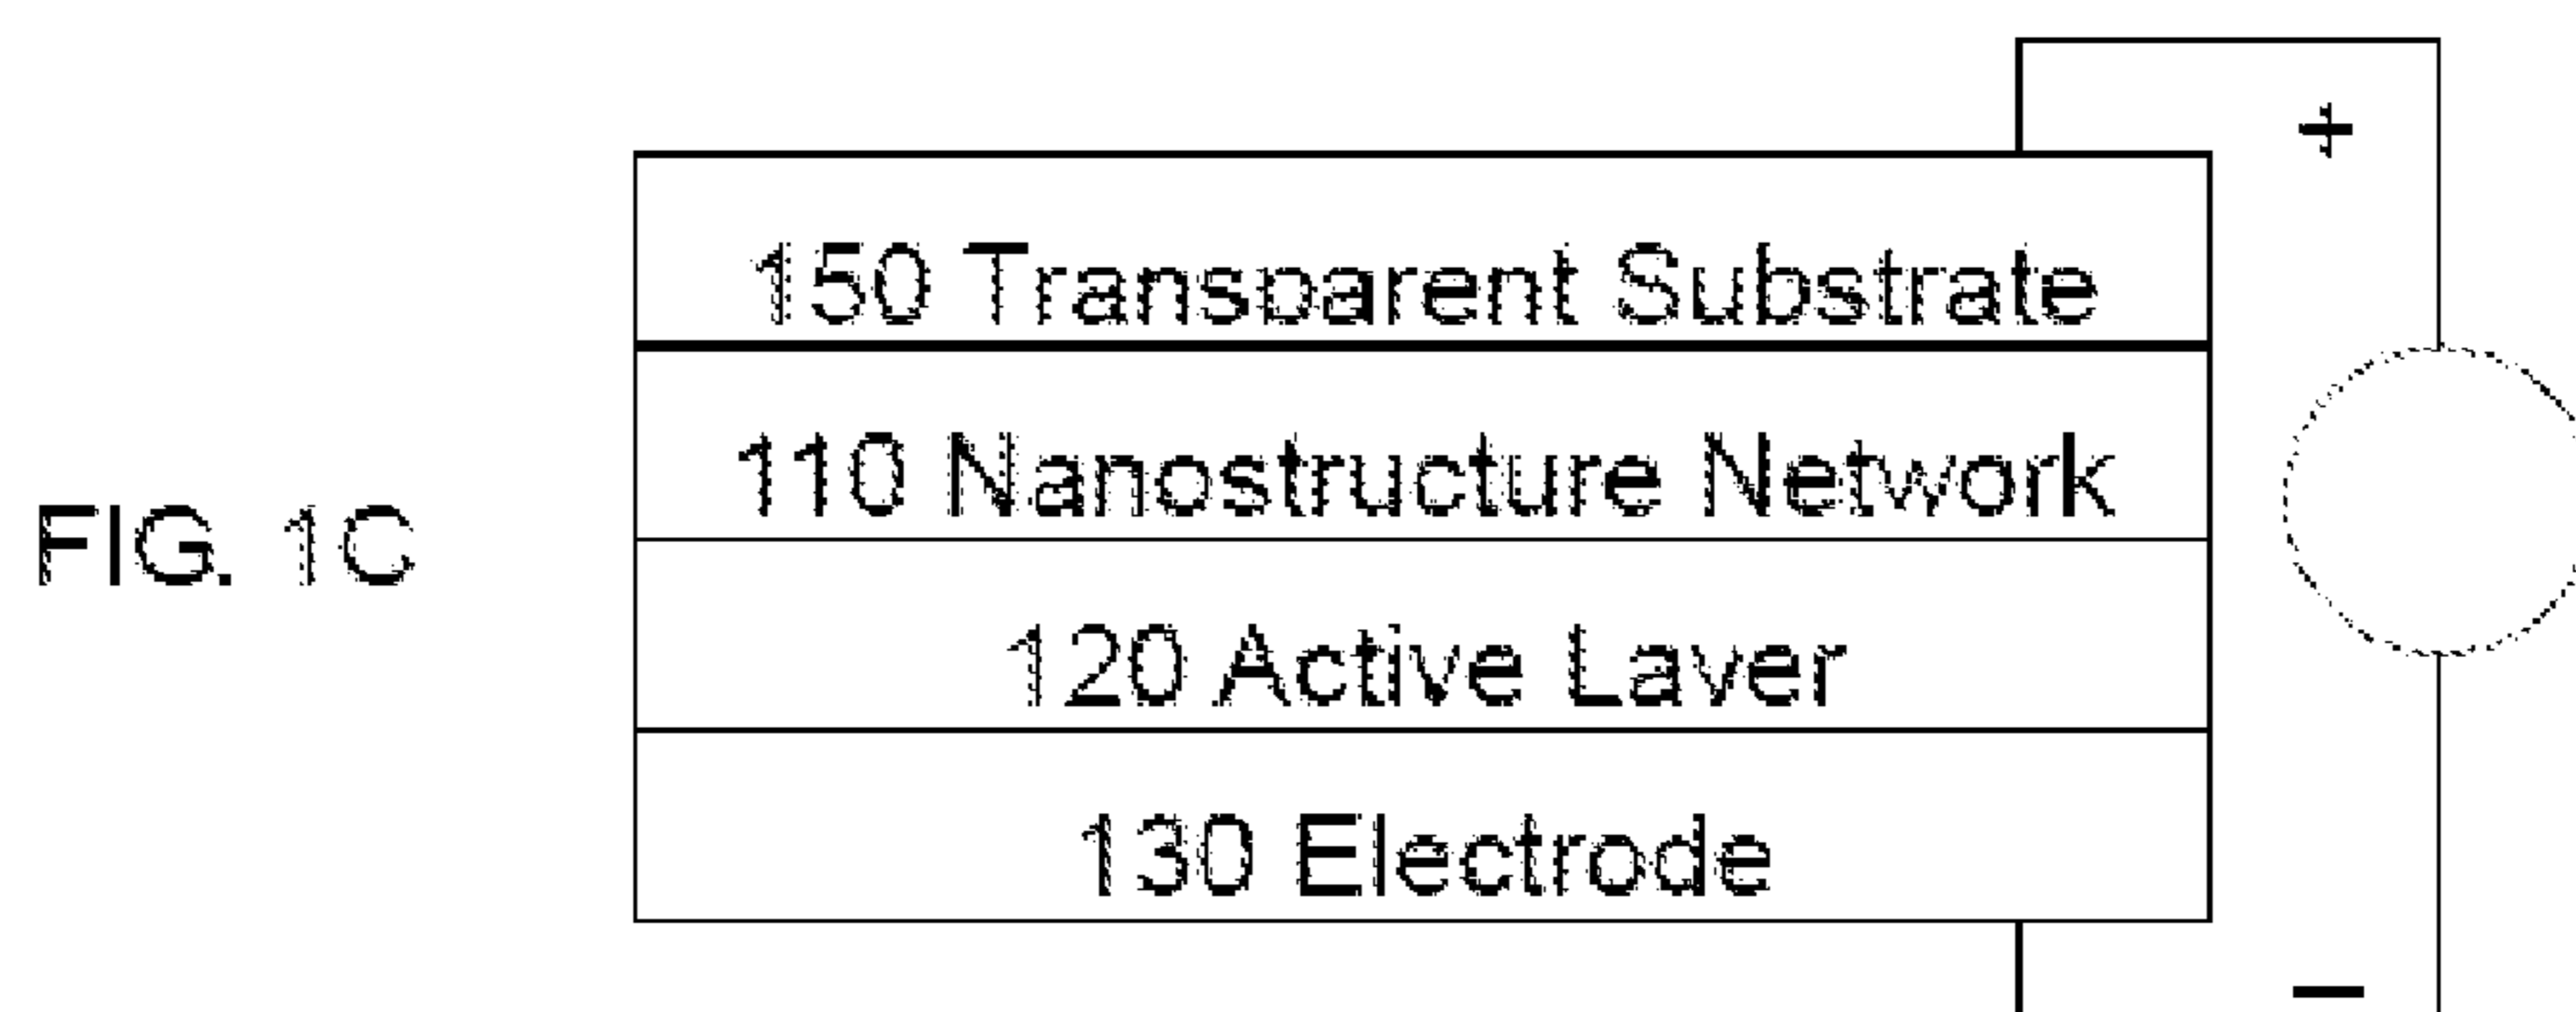 +
150 Transparent Substrate
110 Nanostructure Network
FIG. 1C
120 Active Layer
130 Electrode
−